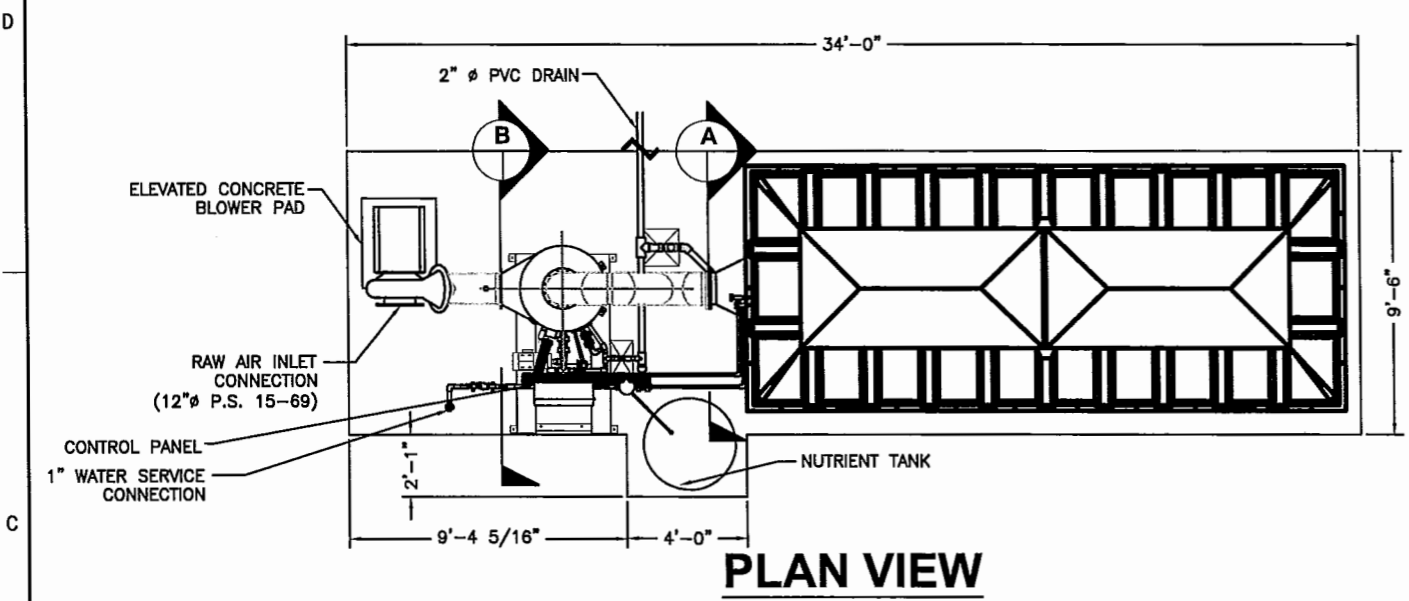 D
34'-0"
2" ø PVC DRAIN
B
A
ELEVATED CONCRETE
BLOWER PAD
9'-6"
RAW AIR INLET
CONNECTION
(12"ø P.S. 15-69)
CONTROL PANEL
2'-1"
1" WATER SERVICE
CONNECTION
NUTRIENT TANK
C
9'-4 5/16"
4'-0"
PLAN VIEW